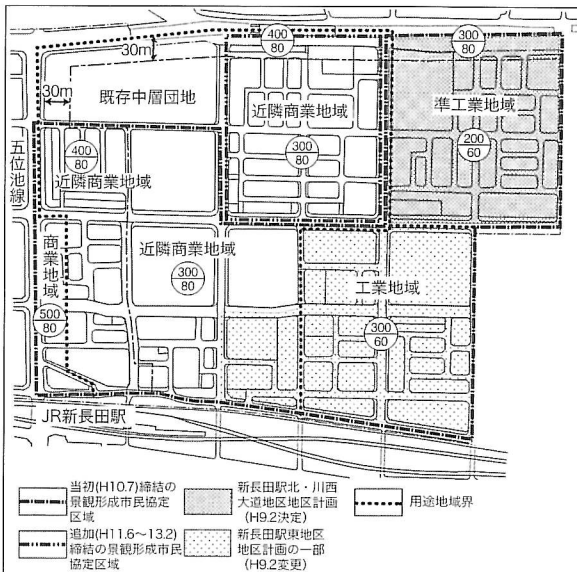 400
80
300
80
30m
30m
既存中層団地
近隣商業地域
準工業地域
五位池線
400
80
近隣商業地域
300
80
200
60
商業地域
近隣商業地域
300
80
工業地域
500
80
300
60
JR新長田駅
当初(H10.7)締結の
景観形成市民協定
区域
新長田駅北・川西
大道地区地区計画
(H9.2決定)
用途地域界
追加(H11.6〜13.2)
締結の景観形成市民
協定区域
新長田駅東地区
地区計画の一部
(H9.2変更)